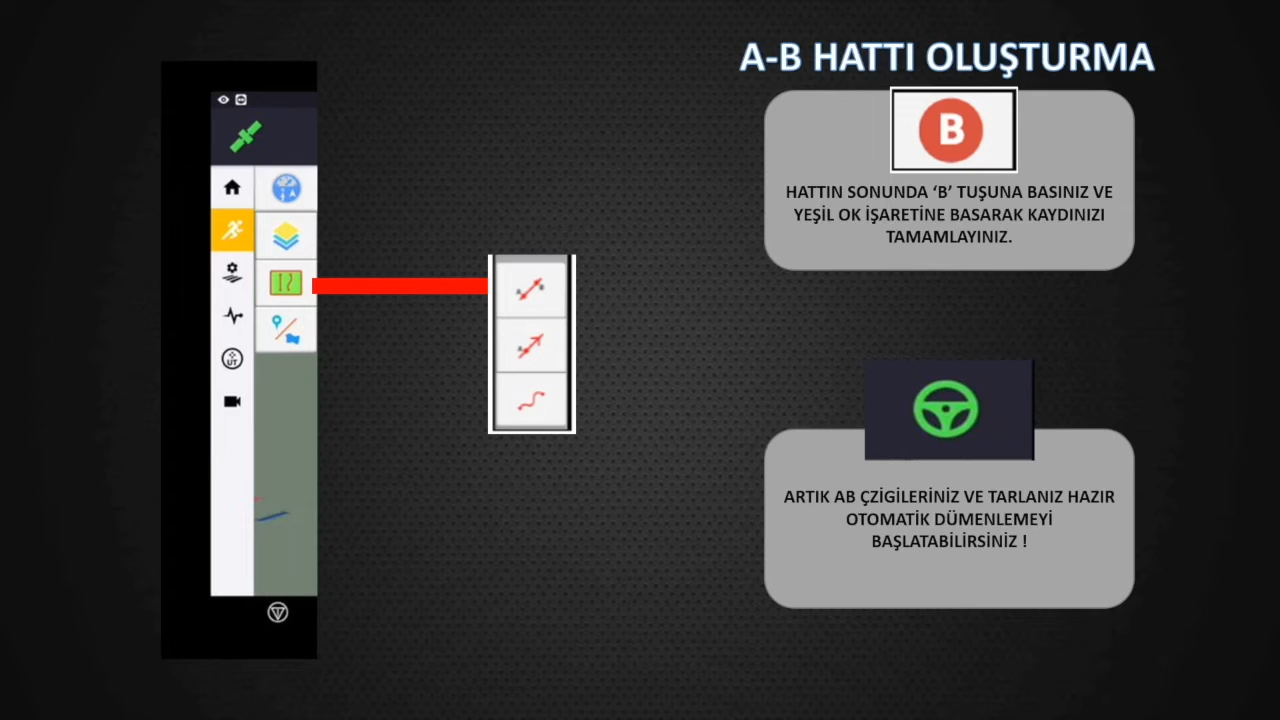 A-B HATTI OLUŞTURMA
B
HATTIN SONUNDA ‘B’ TUŞUNA BASINIZ VE
YEŞİL OK İŞARETİNE BASARAK KAYDINIZI
TAMAMLAYINIZ.
UT
ARTIK AB ÇZİGİLERİNİZ VE TARLANIZ HAZIR
OTOMATİK DÜMENLEMEYİ
BAŞLATABİLİRSİNİZ !